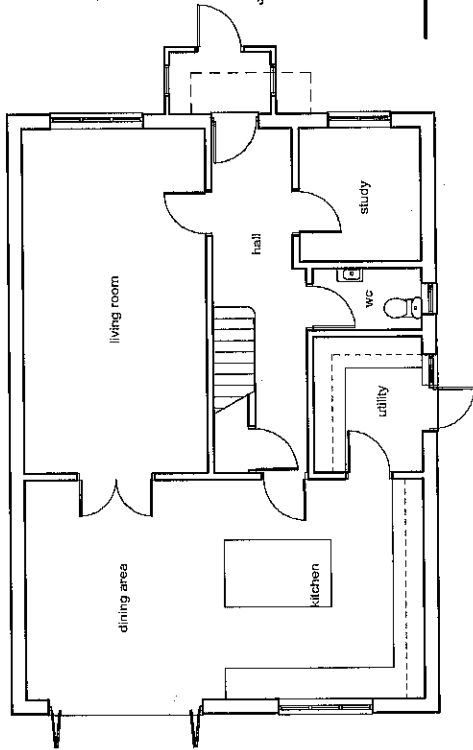 living room
dining area
kitchen
hall
study
wc
utility